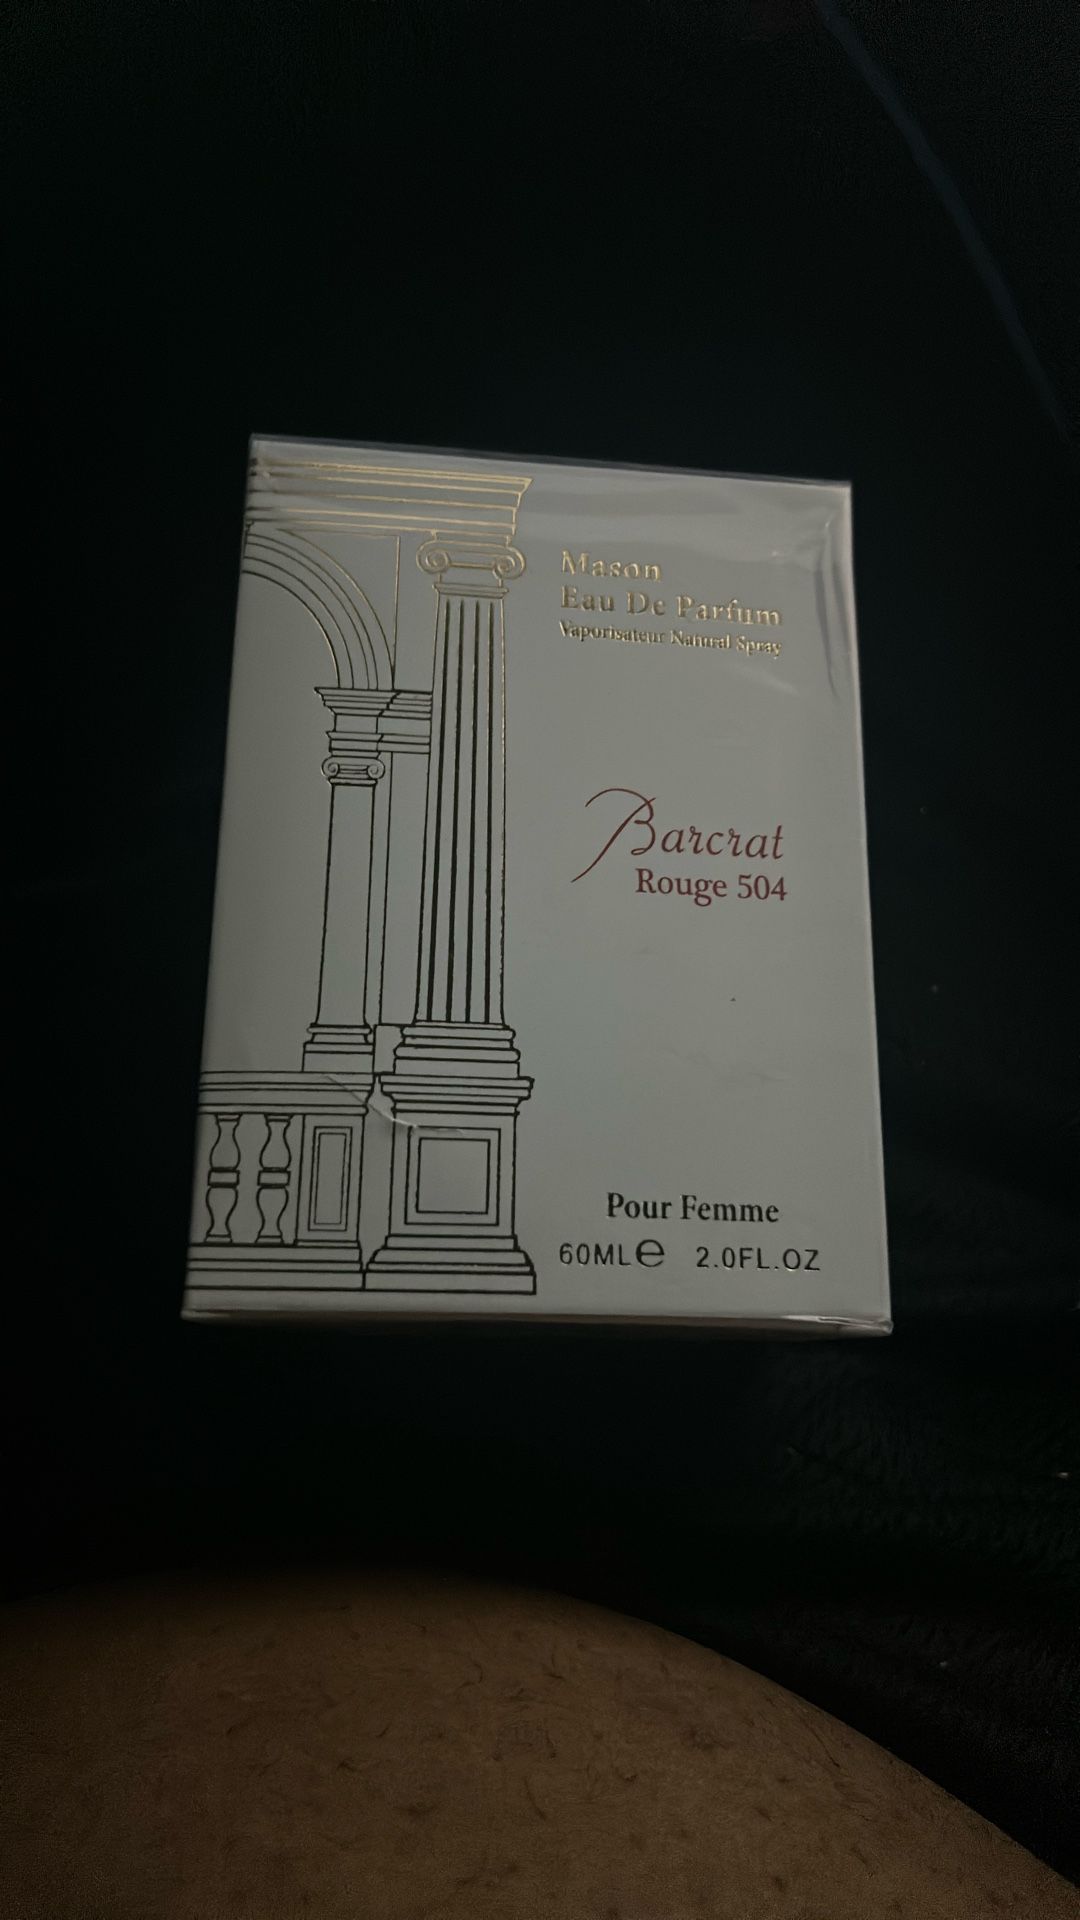 Mason
Eau De Parfum
Vaporisateur Natural Spray
Barcrat
Rouge 504
Pour Femme
60ML℮ 2.0FL.OZ